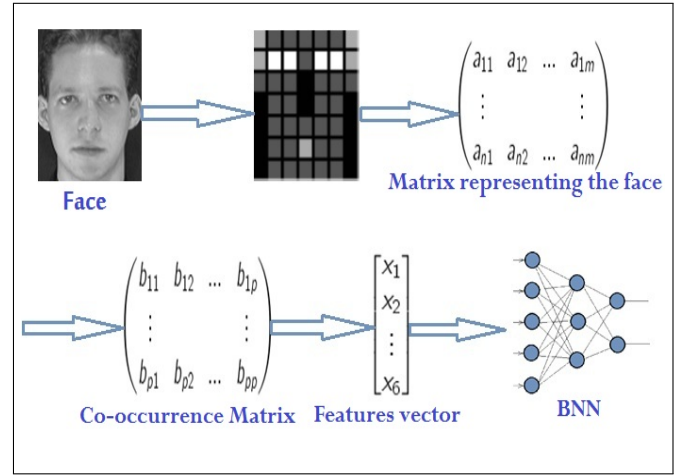 a11 a12 ... a1m
⋮ ⋮
an1 an2 ... anm
Face
Matrix representing the face
b11 b12 ... b1p
⋮ ⋮
bp1 bp2 ... bpp
x1
x2
⋮
x6
Co-occurrence Matrix
Features vector
BNN